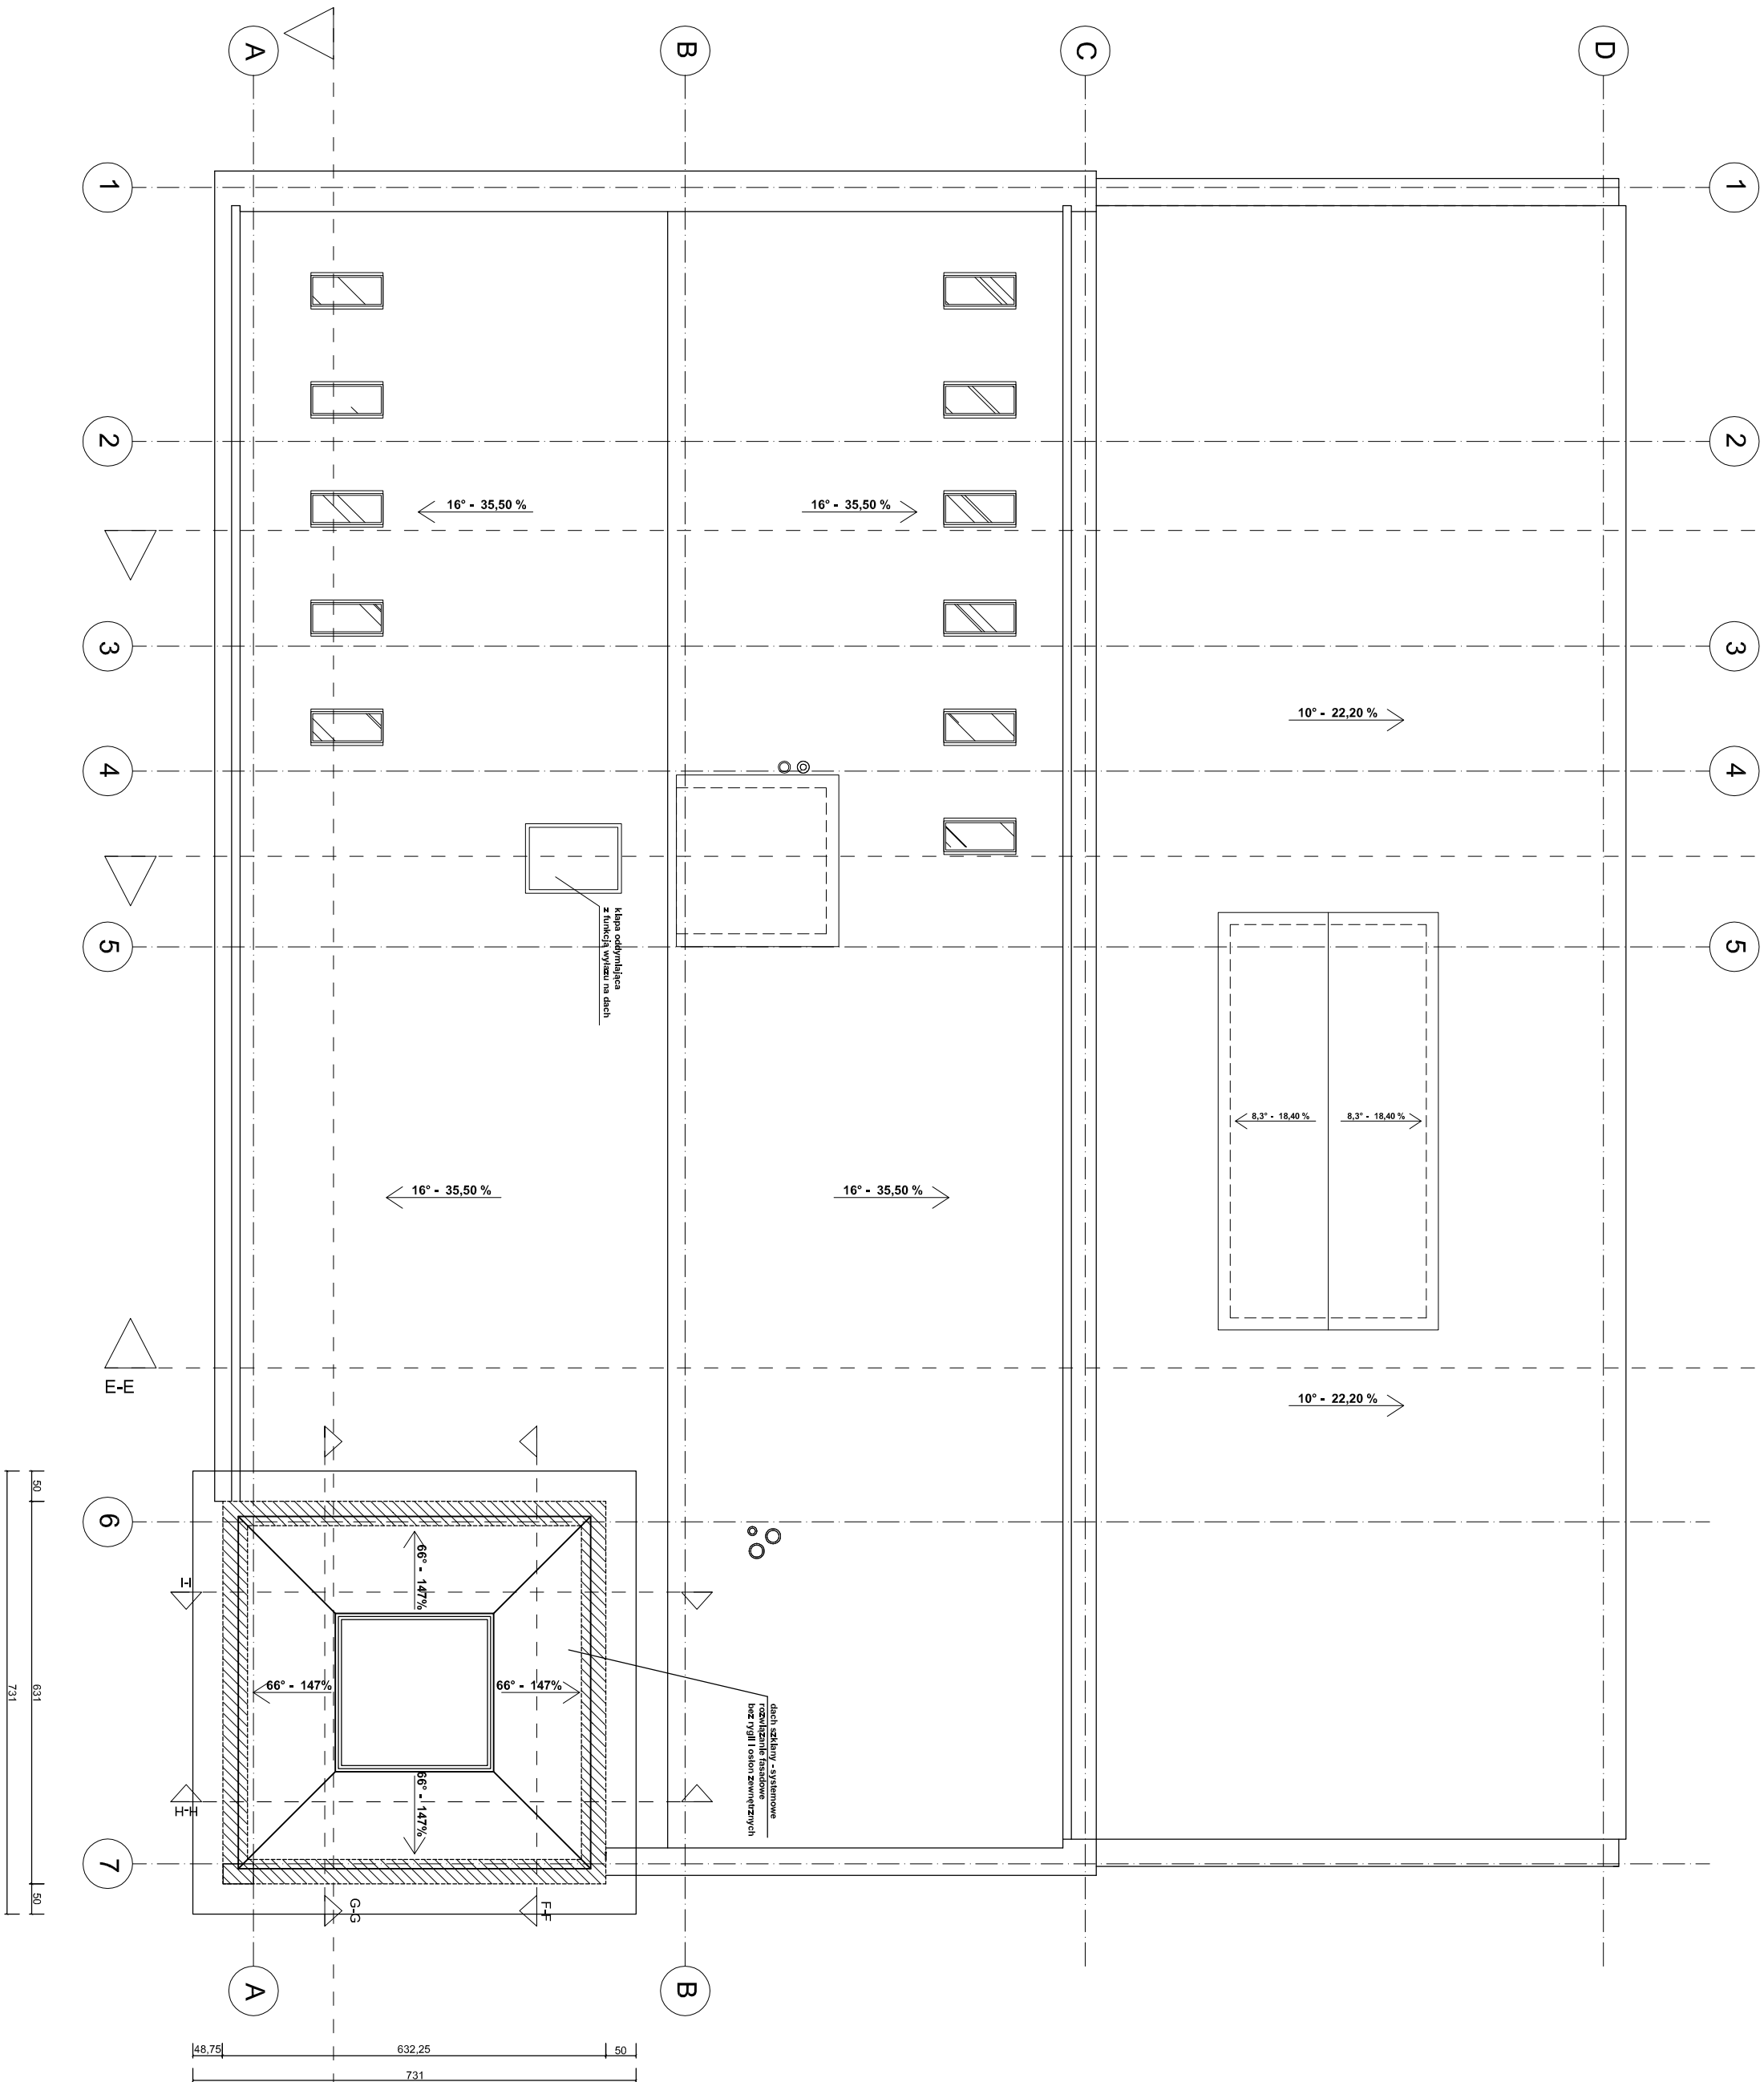 A
B
C
D
1
1
2
2
16° - 35,50 %
16° - 35,50 %
3
3
10° - 22,20 %
4
4
klapa oddymiająca
z funkcją wyłazu na dach
5
5
8,3° - 18,40 %
8,3° - 18,40 %
16° - 35,50 %
16° - 35,50 %
E-E
10° - 22,20 %
50
631
50
731
6
66° - 147%
I-I
66° - 147%
66° - 147%
dach szklany - systemowe
rozwiązanie fasadowe
bez rygli i osłon zewnętrznych
66° - 147%
H-H
7
G-G
F-F
A
B
48,75
632,25
50
731